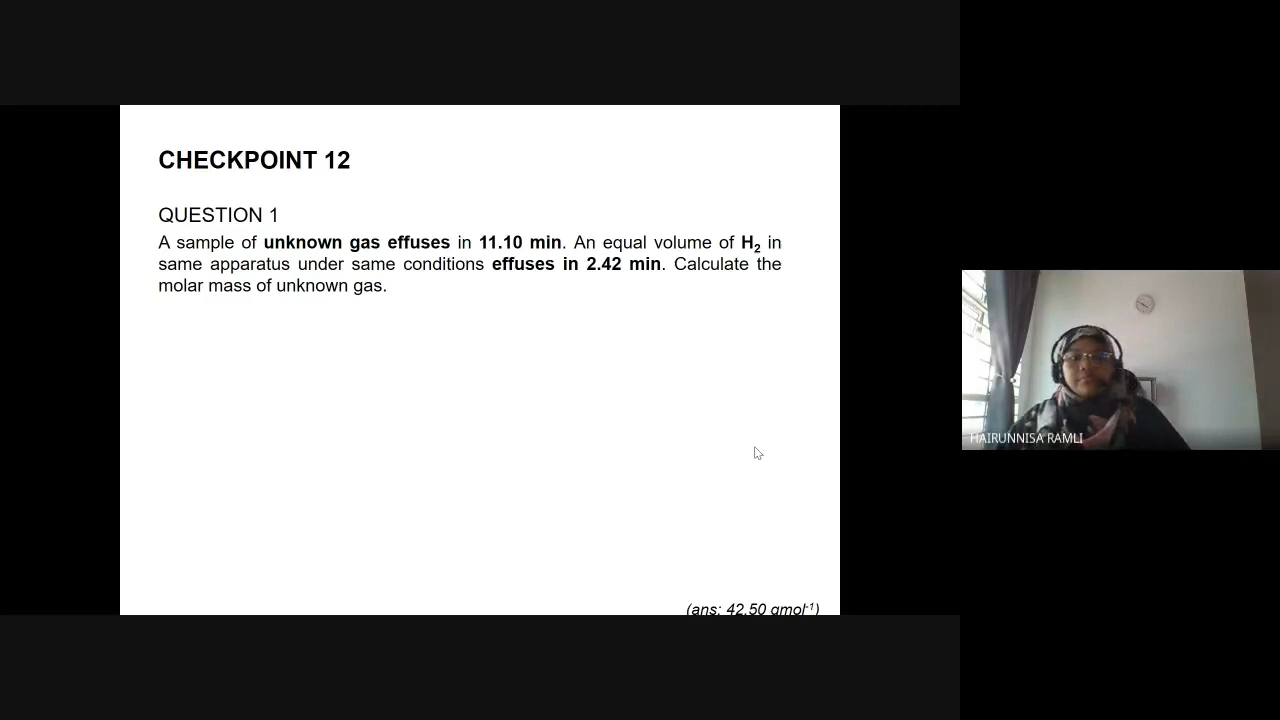 CHECKPOINT 12
QUESTION 1
A sample of unknown gas effuses in 11.10 min. An equal volume of H₂ in
same apparatus under same conditions effuses in 2.42 min. Calculate the
molar mass of unknown gas.
(ans: 42.50 gmol⁻¹)
HAIRUNNISA RAMLI